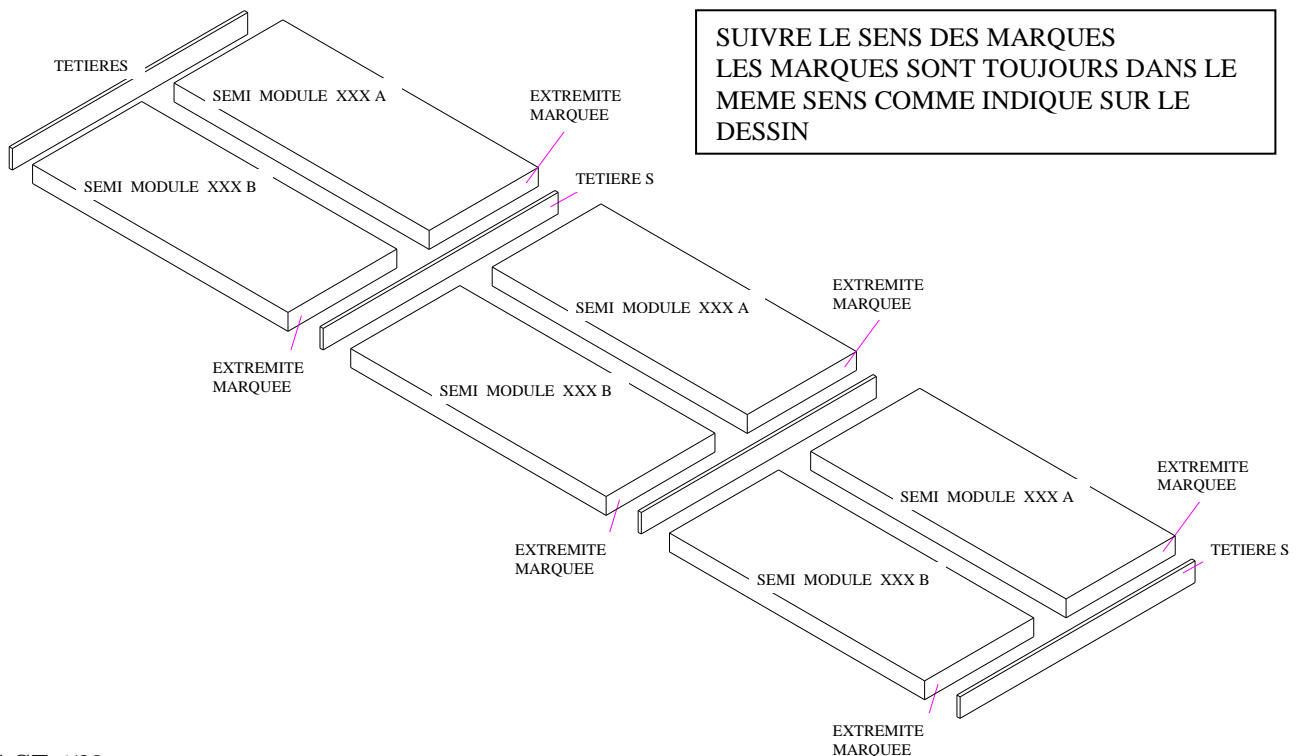 SUIVRE LE SENS DES MARQUES
LES MARQUES SONT TOUJOURS DANS LE
MEME SENS COMME INDIQUE SUR LE
DESSIN
TETIERES
SEMI MODULE XXX A
EXTREMITE
MARQUEE
SEMI MODULE XXX B
TETIERE S
EXTREMITE
MARQUEE
SEMI MODULE XXX A
EXTREMITE
MARQUEE
SEMI MODULE XXX B
EXTREMITE
MARQUEE
SEMI MODULE XXX A
EXTREMITE
MARQUEE
TETIERE S
SEMI MODULE XXX B
EXTREMITE
MARQUEE